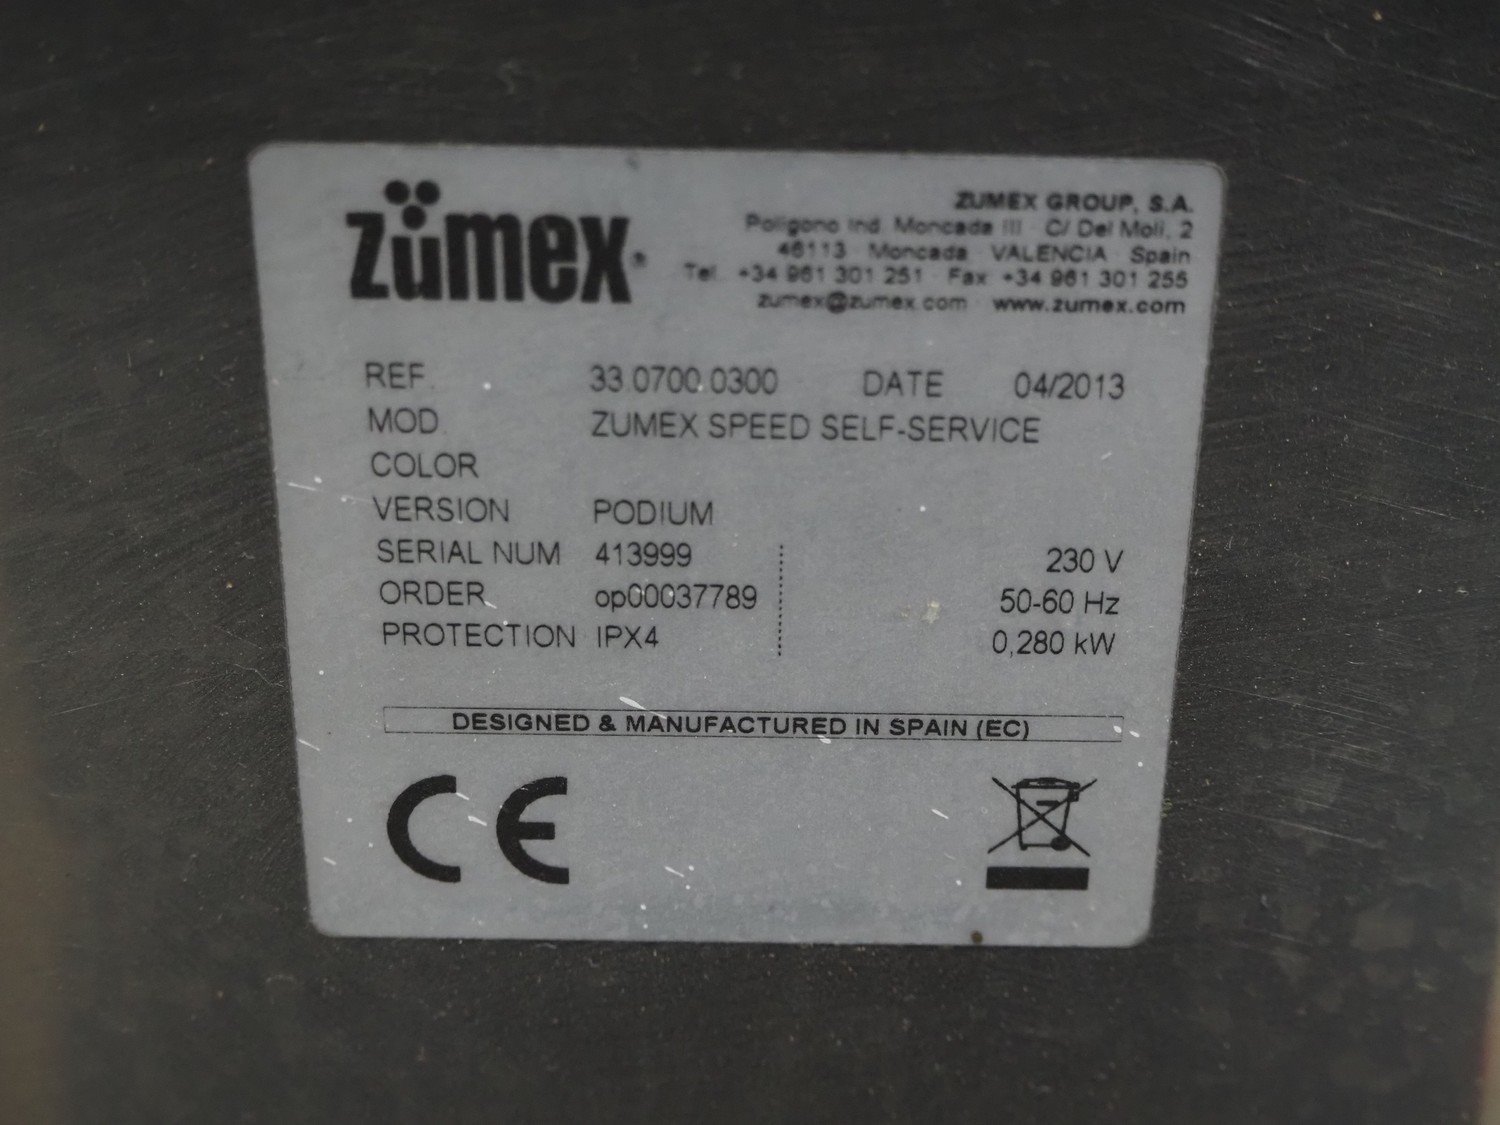 zümex®
ZUMEX GROUP, S.A.
Polígono Ind. Moncada III · C/ Del Molí, 2
46113 · Moncada · VALENCIA · Spain
Tel. +34 961 301 251 · Fax +34 961 301 255
zumex@zumex.com · www.zumex.com
REF. 33.0700.0300 DATE 04/2013
MOD. ZUMEX SPEED SELF-SERVICE
COLOR
VERSION PODIUM
SERIAL NUM 413999 230 V
ORDER op00037789 50-60 Hz
PROTECTION IPX4 0,280 kW
DESIGNED & MANUFACTURED IN SPAIN (EC)
CE